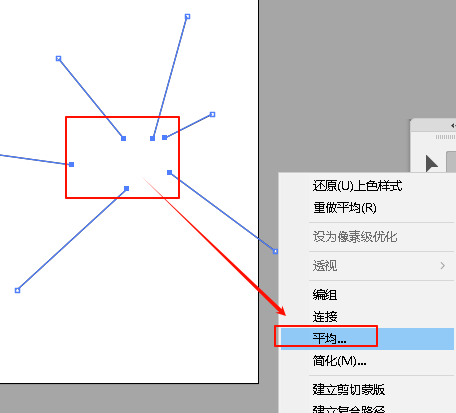 还原(U)上色样式
重做平均(R)
设为像素级优化
透视
编组
连接
平均...
简化(M)...
建立剪切蒙版
建立复合路径